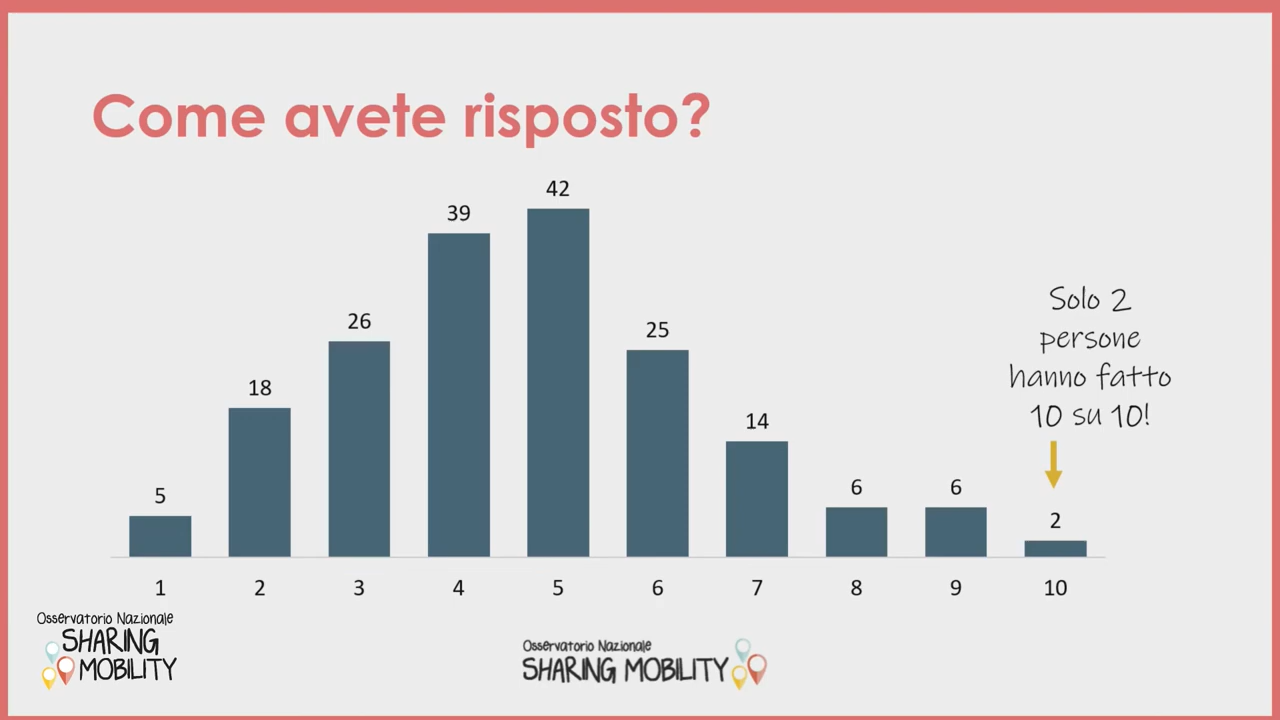 Come avete risposto?
42
39
26
25
18
14
5
6
6
2
Solo 2
persone
hanno fatto
10 su 10!
1 2 3 4 5 6 7 8 9 10
Osservatorio Nazionale
SHARING
MOBILITY
Osservatorio Nazionale
SHARING MOBILITY